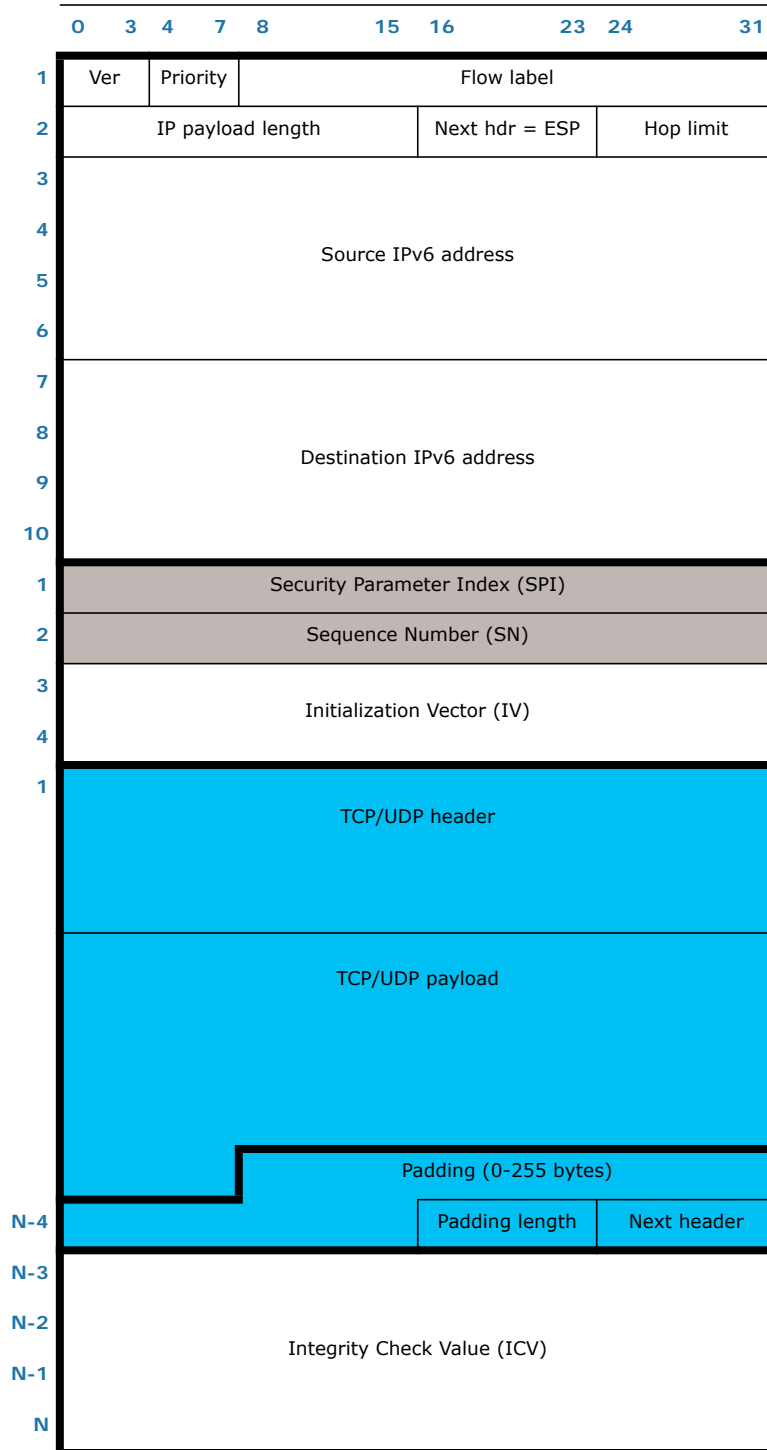 0 3 4 7 8 15 16 23 24 31
1 Ver Priority Flow label
2 IP payload length Next hdr = ESP Hop limit
3
4
Source IPv6 address
5
6
7
8
Destination IPv6 address
9
10
1 Security Parameter Index (SPI)
2 Sequence Number (SN)
3
Initialization Vector (IV)
4
1
TCP/UDP header
TCP/UDP payload
Padding (0-255 bytes)
N-4 Padding length Next header
N-3
N-2
Integrity Check Value (ICV)
N-1
N